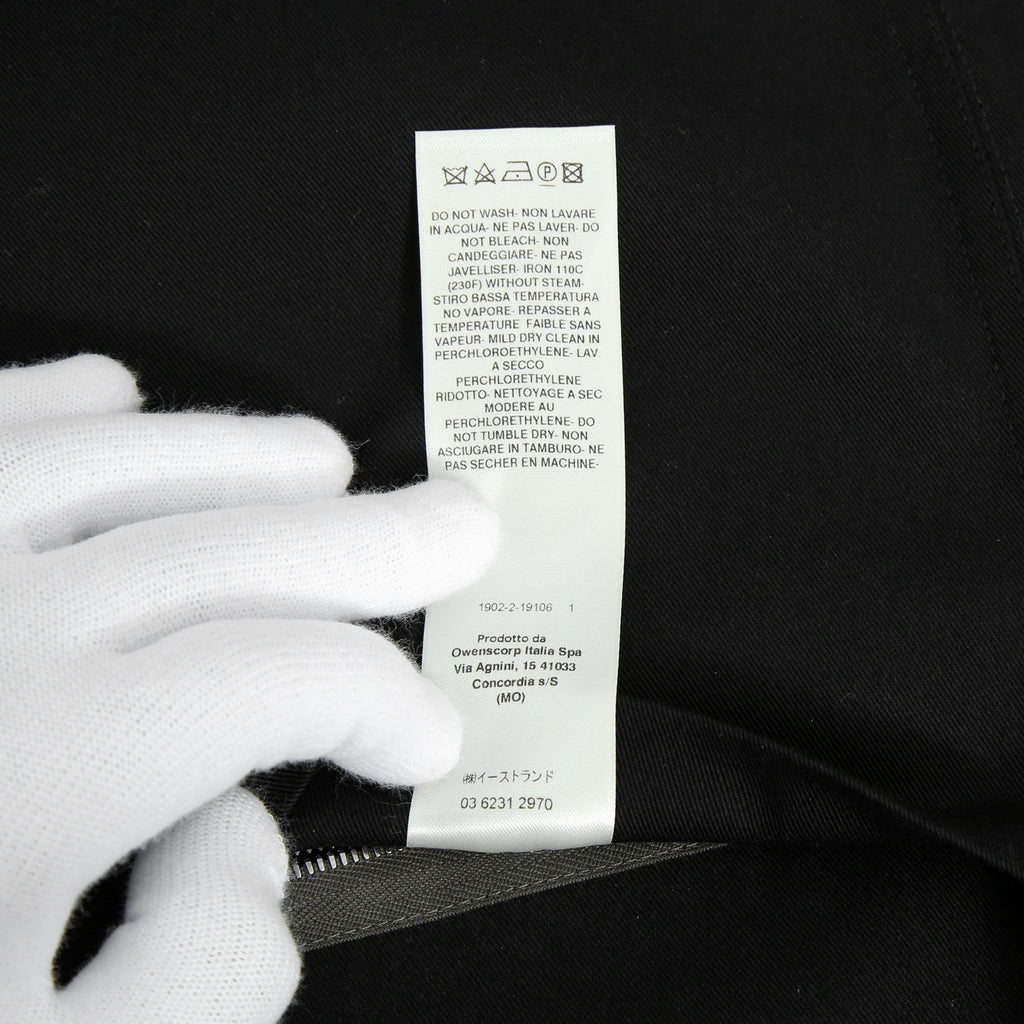 P
DO NOT WASH- NON LAVARE
IN ACQUA- NE PAS LAVER- DO
NOT BLEACH- NON
CANDEGGIARE- NE PAS
JAVELLISER- IRON 110C
(230F) WITHOUT STEAM-
STIRO BASSA TEMPERATURA
NO VAPORE- REPASSER A
TEMPERATURE FAIBLE SANS
VAPEUR- MILD DRY CLEAN IN
PERCHLOROETHYLENE- LAV.
A SECCO
PERCHLORETHYLENE
RIDOTTO- NETTOYAGE A SEC
MODERE AU
PERCHLORETHYLENE- DO
NOT TUMBLE DRY- NON
ASCIUGARE IN TAMBURO- NE
PAS SECHER EN MACHINE-
1902-2-19106 1
Prodotto da
Owenscorp Italia Spa
Via Agnini, 15 41033
Concordia s/S
(MO)
㈱イーストランド
03 6231 2970